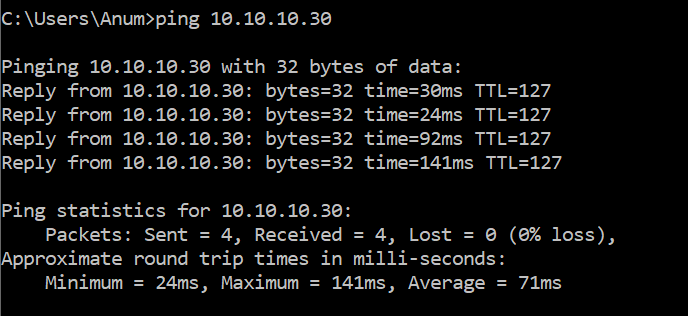 C:\Users\Anum>ping 10.10.10.30
Pinging 10.10.10.30 with 32 bytes of data:
Reply from 10.10.10.30: bytes=32 time=30ms TTL=127
Reply from 10.10.10.30: bytes=32 time=24ms TTL=127
Reply from 10.10.10.30: bytes=32 time=92ms TTL=127
Reply from 10.10.10.30: bytes=32 time=141ms TTL=127
Ping statistics for 10.10.10.30:
    Packets: Sent = 4, Received = 4, Lost = 0 (0% loss),
Approximate round trip times in milli-seconds:
    Minimum = 24ms, Maximum = 141ms, Average = 71ms